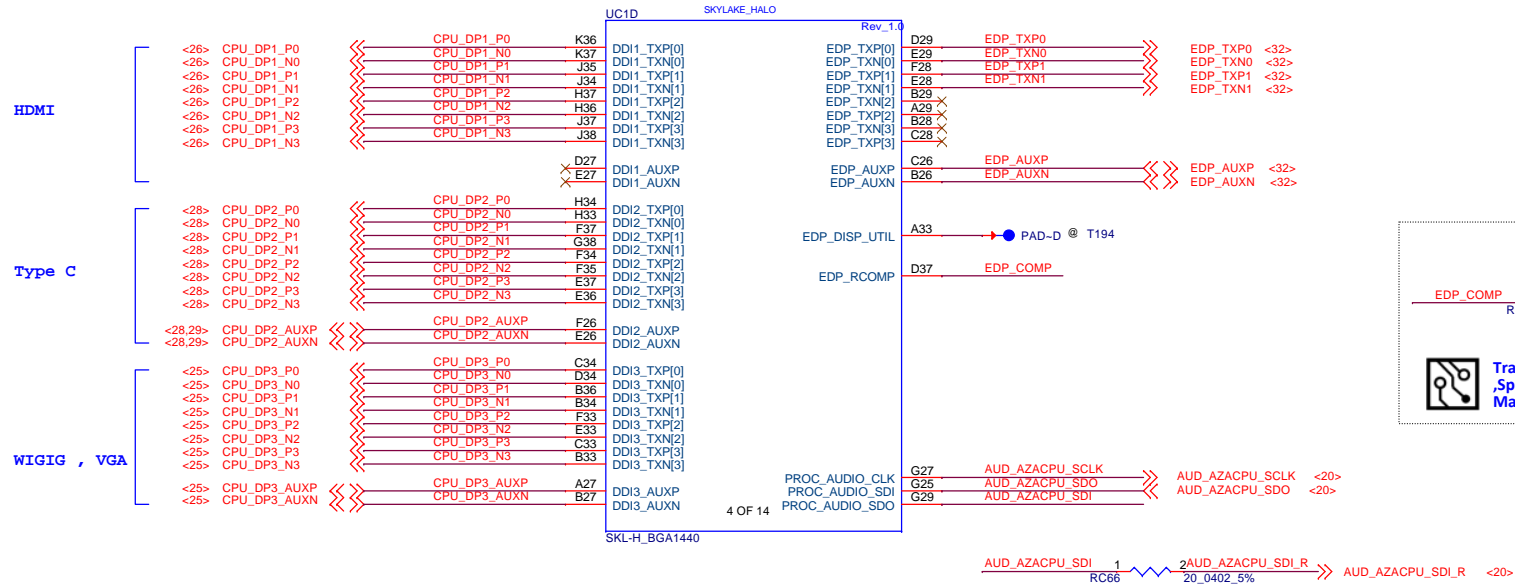 UC1D SKYLAKE_HALO
Rev_1.0
HDMI
<26> CPU_DP1_P0 CPU_DP1_P0 K36 DDI1_TXP[0]
<26> CPU_DP1_N0 CPU_DP1_N0 K37 DDI1_TXN[0]
<26> CPU_DP1_P1 CPU_DP1_P1 J35 DDI1_TXP[1]
<26> CPU_DP1_N1 CPU_DP1_N1 J34 DDI1_TXN[1]
<26> CPU_DP1_P2 CPU_DP1_P2 H37 DDI1_TXP[2]
<26> CPU_DP1_N2 CPU_DP1_N2 H36 DDI1_TXN[2]
<26> CPU_DP1_P3 CPU_DP1_P3 J37 DDI1_TXP[3]
<26> CPU_DP1_N3 CPU_DP1_N3 J38 DDI1_TXN[3]
D27 DDI1_AUXP
E27 DDI1_AUXN
Type C
<28> CPU_DP2_P0 CPU_DP2_P0 H34 DDI2_TXP[0]
<28> CPU_DP2_N0 CPU_DP2_N0 H33 DDI2_TXN[0]
<28> CPU_DP2_P1 CPU_DP2_P1 F37 DDI2_TXP[1]
<28> CPU_DP2_N1 CPU_DP2_N1 G38 DDI2_TXN[1]
<28> CPU_DP2_P2 CPU_DP2_P2 F34 DDI2_TXP[2]
<28> CPU_DP2_N2 CPU_DP2_N2 F35 DDI2_TXN[2]
<28> CPU_DP2_P3 CPU_DP2_P3 E37 DDI2_TXP[3]
<28> CPU_DP2_N3 CPU_DP2_N3 E36 DDI2_TXN[3]
<28,29> CPU_DP2_AUXP CPU_DP2_AUXP F26 DDI2_AUXP
<28,29> CPU_DP2_AUXN CPU_DP2_AUXN E26 DDI2_AUXN
WIGIG , VGA
<25> CPU_DP3_P0 CPU_DP3_P0 C34 DDI3_TXP[0]
<25> CPU_DP3_N0 CPU_DP3_N0 D34 DDI3_TXN[0]
<25> CPU_DP3_P1 CPU_DP3_P1 B36 DDI3_TXP[1]
<25> CPU_DP3_N1 CPU_DP3_N1 B34 DDI3_TXN[1]
<25> CPU_DP3_P2 CPU_DP3_P2 F33 DDI3_TXP[2]
<25> CPU_DP3_N2 CPU_DP3_N2 E33 DDI3_TXN[2]
<25> CPU_DP3_P3 CPU_DP3_P3 C33 DDI3_TXP[3]
<25> CPU_DP3_N3 CPU_DP3_N3 B33 DDI3_TXN[3]
<25> CPU_DP3_AUXP CPU_DP3_AUXP A27 DDI3_AUXP
<25> CPU_DP3_AUXN CPU_DP3_AUXN B27 DDI3_AUXN
EDP_TXP[0] D29 EDP_TXP0 EDP_TXP0 <32>
EDP_TXN[0] E29 EDP_TXN0 EDP_TXN0 <32>
EDP_TXP[1] F28 EDP_TXP1 EDP_TXP1 <32>
EDP_TXN[1] E28 EDP_TXN1 EDP_TXN1 <32>
EDP_TXN[2] B29
EDP_TXP[2] A29
EDP_TXN[3] B28
EDP_TXP[3] C28
EDP_AUXP C26 EDP_AUXP EDP_AUXP <32>
EDP_AUXN B26 EDP_AUXN EDP_AUXN <32>
EDP_DISP_UTIL A33 PAD~D @ T194
EDP_RCOMP D37 EDP_COMP
PROC_AUDIO_CLK G27 AUD_AZACPU_SCLK AUD_AZACPU_SCLK <20>
PROC_AUDIO_SDI G25 AUD_AZACPU_SDO AUD_AZACPU_SDO <20>
PROC_AUDIO_SDO G29 AUD_AZACPU_SDI
4 OF 14
SKL-H_BGA1440
EDP_COMP
R
Tra
,Sp
Ma
AUD_AZACPU_SDI 1 2 AUD_AZACPU_SDI_R AUD_AZACPU_SDI_R <20>
RC66 20_0402_5%